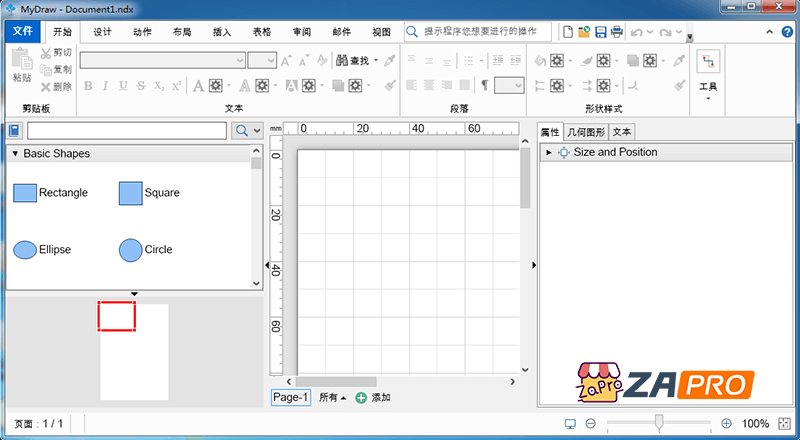 MyDraw - Document1.ndx
文件 开始 动作 布局 插入 表格 审阅 邮件 视图 提示程序您想要进行的操作
粘贴 剪切 复制 删除 查找 工具
B I U S X₂ X² A A A
剪贴板 文本 段落 形状样式
mm 0 20 40 60
属性 几何图形 文本
Basic Shapes
Size and Position
Rectangle Square
Ellipse Circle
0
20
40
60
ZaPro ZAPRO
Page-1 所有 添加
页面 : 1 / 1 100%